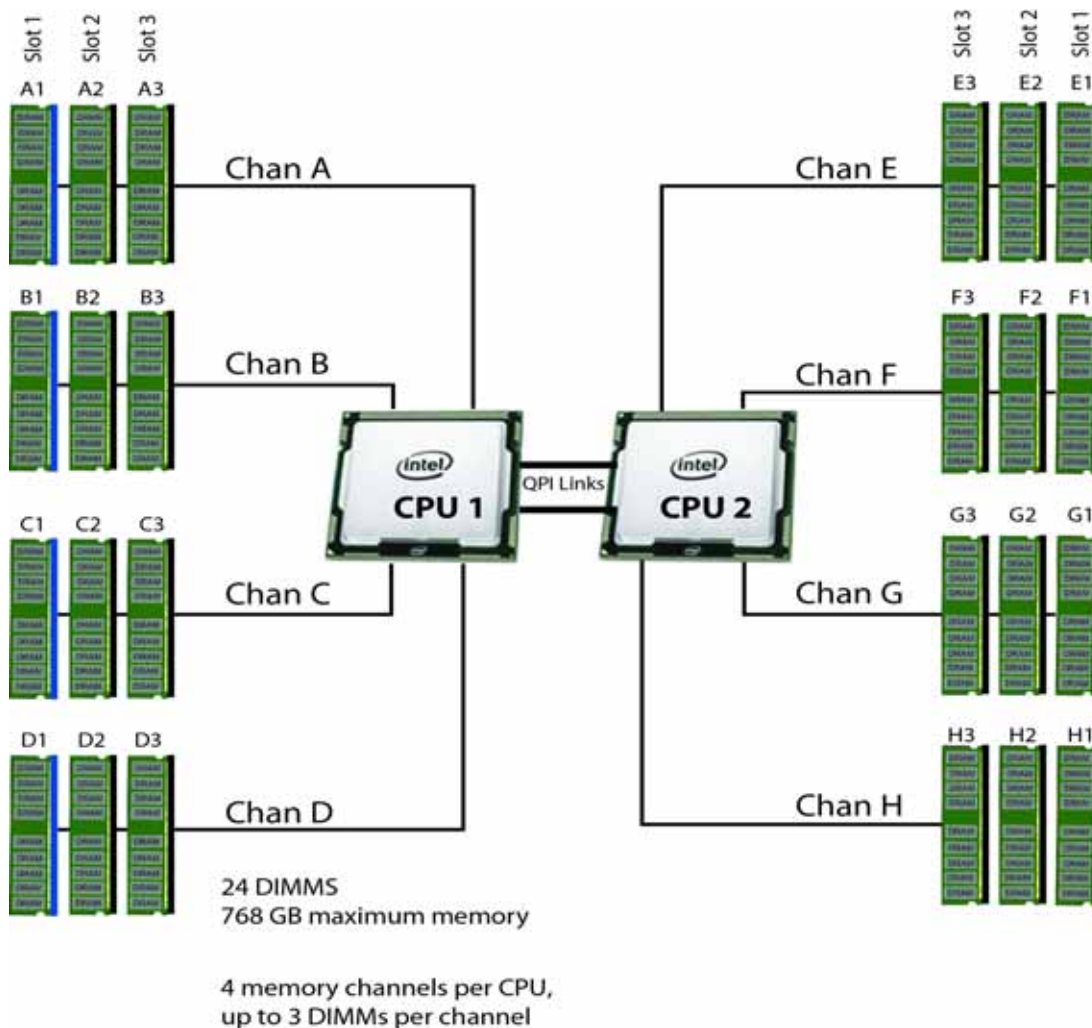 Slot 1
Slot 2
Slot 3
Slot 3
Slot 2
Slot 1
A1 A2 A3
E3 E2 E1
Chan A
Chan E
B1 B2 B3
F3 F2 F1
Chan B
Chan F
intel
CPU 1
QPI Links
intel
CPU 2
C1 C2 C3
G3 G2 G1
Chan C
Chan G
D1 D2 D3
H3 H2 H1
Chan D
Chan H
24 DIMMS
768 GB maximum memory
4 memory channels per CPU,
up to 3 DIMMs per channel